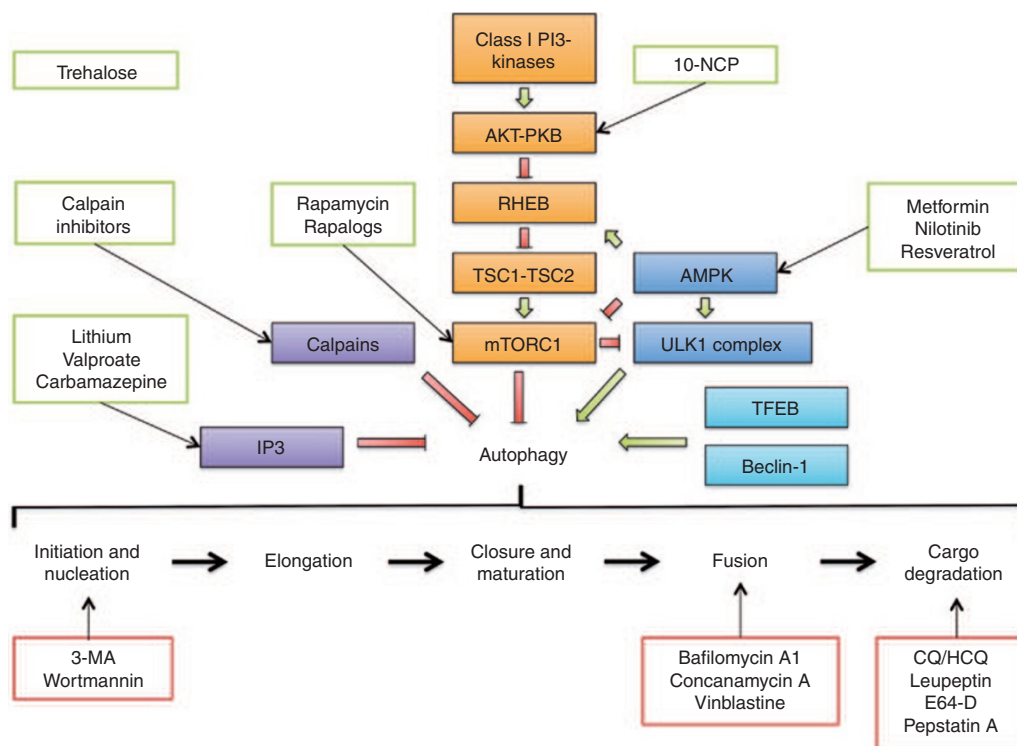 Class I PI3-
kinases
Trehalose
10-NCP
AKT-PKB
Calpain
inhibitors
Rapamycin
Rapalogs
RHEB
Metformin
Nilotinib
Resveratrol
TSC1-TSC2
AMPK
Lithium
Valproate
Carbamazepine
Calpains
mTORC1
ULK1 complex
TFEB
IP3
Autophagy
Beclin-1
Initiation and
nucleation
Elongation
Closure and
maturation
Fusion
Cargo
degradation
3-MA
Wortmannin
Bafilomycin A1
Concanamycin A
Vinblastine
CQ/HCQ
Leupeptin
E64-D
Pepstatin A